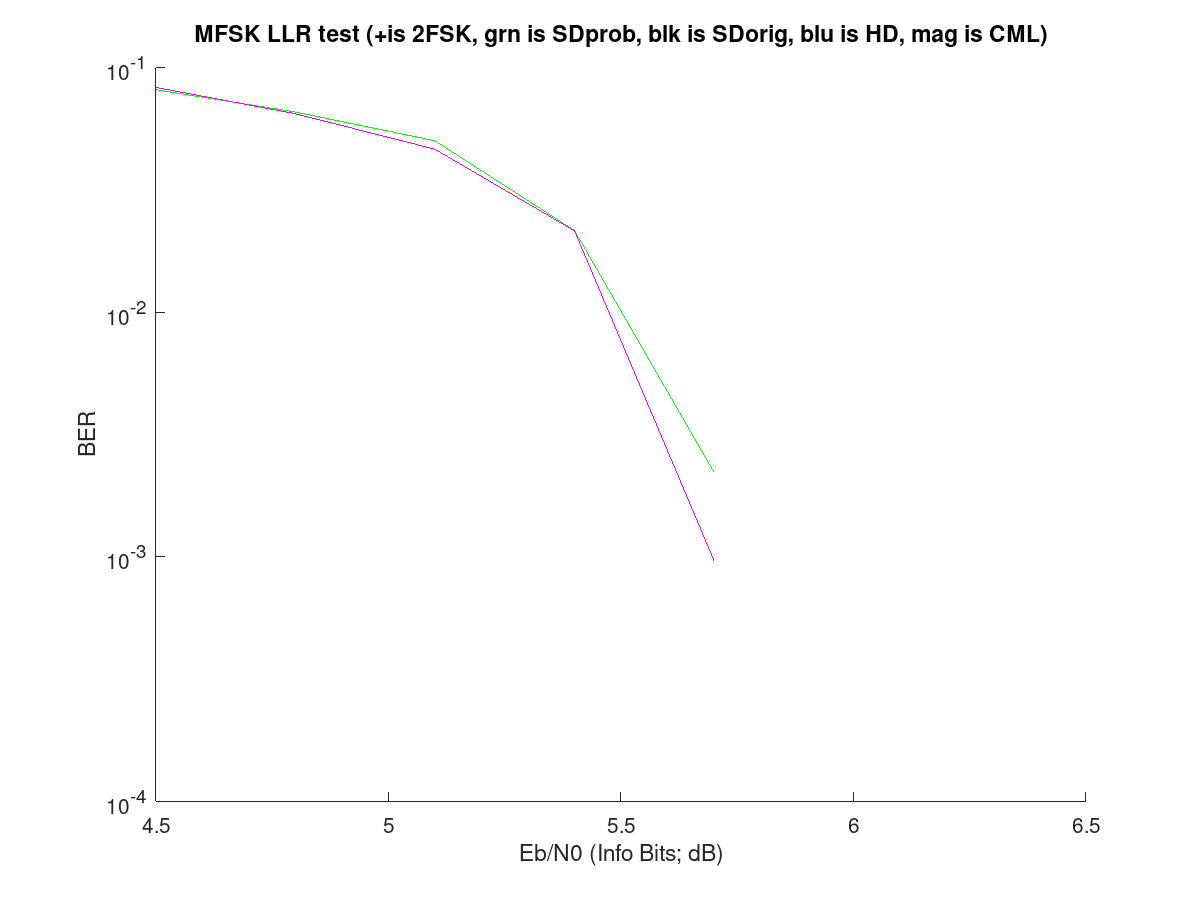 MFSK LLR test (+is 2FSK, grn is SDprob, blk is SDorig, blu is HD, mag is CML)
10^-1
10^-2
BER
10^-3
10^-4
4.5 5 5.5 6 6.5
Eb/N0 (Info Bits; dB)